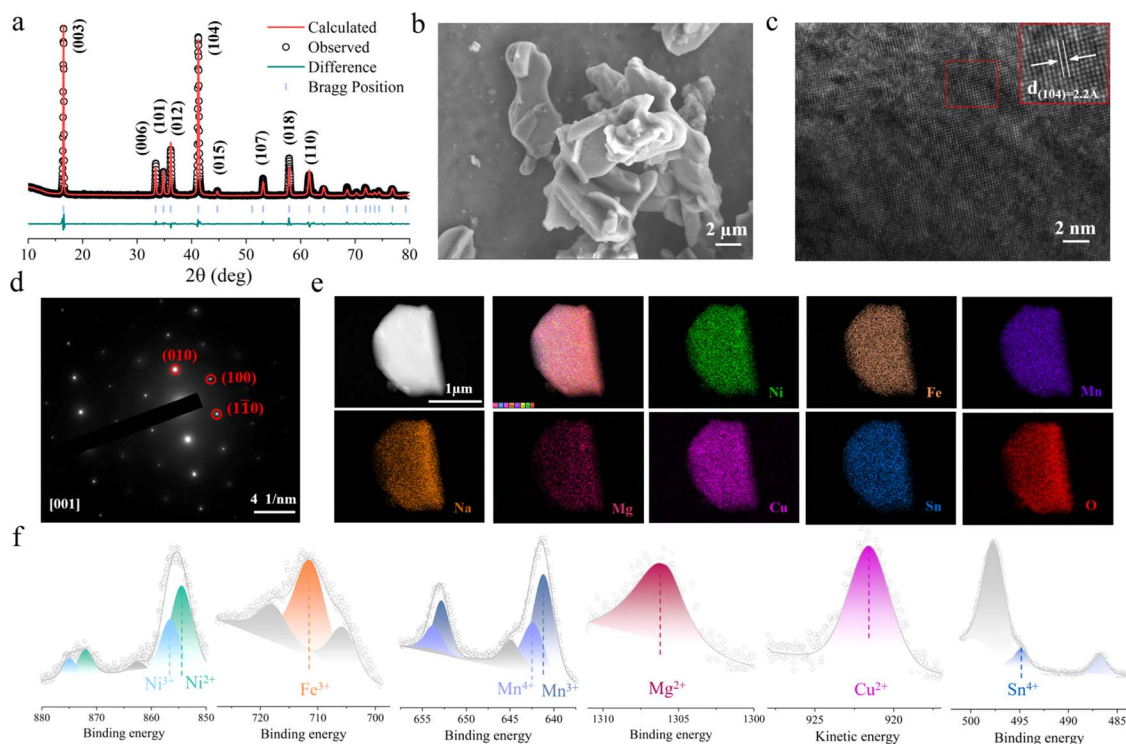 a
Calculated
Observed
Difference
Bragg Position
(003)
(006)
(101)
(012)
(104)
(015)
(107)
(018)
(110)
10 20 30 40 50 60 70 80
2θ (deg)
b
2 μm
c
d(104)=2.2Å
2 nm
d
(010)
(100)
(11̄0)
[001]
4 1/nm
e
1μm
Ni
Fe
Mn
Na
Mg
Cu
Sn
O
f
Ni3+
Ni2+
880 870 860 850
Binding energy
Fe3+
720 710 700
Binding energy
Mn4+
Mn3+
655 645 640
Binding energy
Mg2+
1310 1305 1300
Binding energy
Cu2+
925 920
Kinetic energy
Sn4+
500 495 490 485
Binding energy